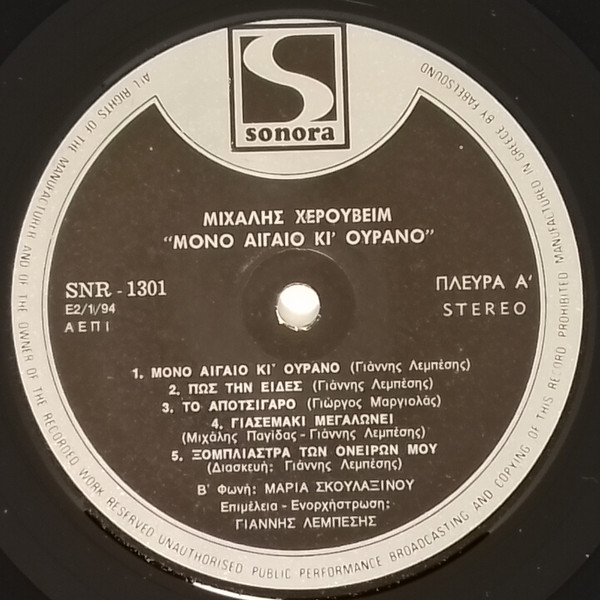 sonora
ΜΙΧΑΛΗΣ ΧΕΡΟΥΒΕΙΜ
“ΜΟΝΟ ΑΙΓΑΙΟ ΚΙ' ΟΥΡΑΝΟ”
SNR - 1301
Ε2/1/94
ΑΕΠΙ
ΠΛΕΥΡΑ Α'
STEREO
1. ΜΟΝΟ ΑΙΓΑΙΟ ΚΙ' ΟΥΡΑΝΟ (Γιάννης Λεμπέσης)
2. ΠΩΣ ΤΗΝ ΕΙΔΕΣ (Γιάννης Λεμπέσης)
3. ΤΟ ΑΠΟΤΣΙΓΑΡΟ (Γιώργος Μαργιολάς)
4. ΓΙΑΣΕΜΑΚΙ ΜΕΓΑΛΩΝΕΙ
(Μιχάλης Παγίδας - Γιάννης Λεμπέσης)
5. ΞΟΜΠΛΙΑΣΤΡΑ ΤΩΝ ΟΝΕΙΡΩΝ ΜΟΥ
(Διασκευή: Γιάννης Λεμπέσης)
Β' Φωνή: ΜΑΡΙΑ ΣΚΟΥΛΑΞΙΝΟΥ
Επιμέλεια - Ενορχήστρωση:
ΓΙΑΝΝΗΣ ΛΕΜΠΕΣΗΣ
ALL RIGHTS OF THE MANUFACTURER AND OF THE OWNER OF THE RECORDED WORK RESERVED UNAUTHORISED PUBLIC PERFORMANCE BROADCASTING AND COPYING OF THIS RECORD PROHIBITED MANUFACTURED IN GREECE BY FABELSOUND